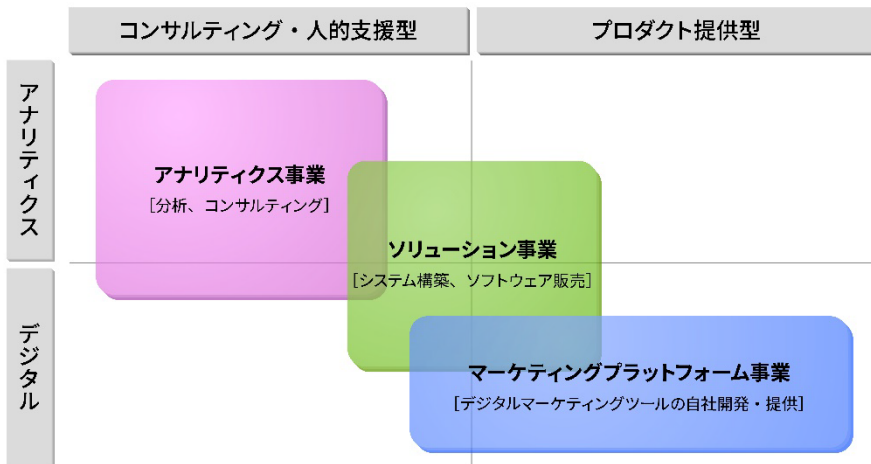 コンサルティング・人的支援型
プロダクト提供型
アナリティクス
アナリティクス事業
[分析、コンサルティング]
ソリューション事業
[システム構築、ソフトウェア販売]
デジタル
マーケティングプラットフォーム事業
[デジタルマーケティングツールの自社開発・提供]